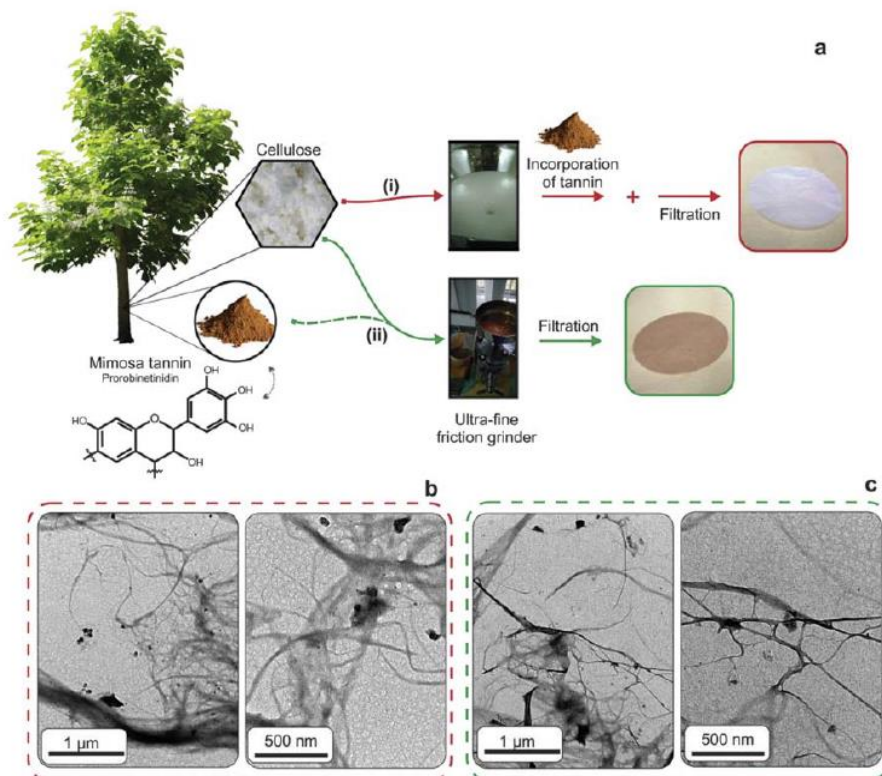 a
Cellulose
(i)
Incorporation
of tannin
+
Filtration
(ii)
Filtration
Mimosa tannin
Prorobinetinidin
Ultra-fine
friction grinder
OH
OH
HO
O
OH
OH
b
c
1 µm
500 nm
1 µm
500 nm